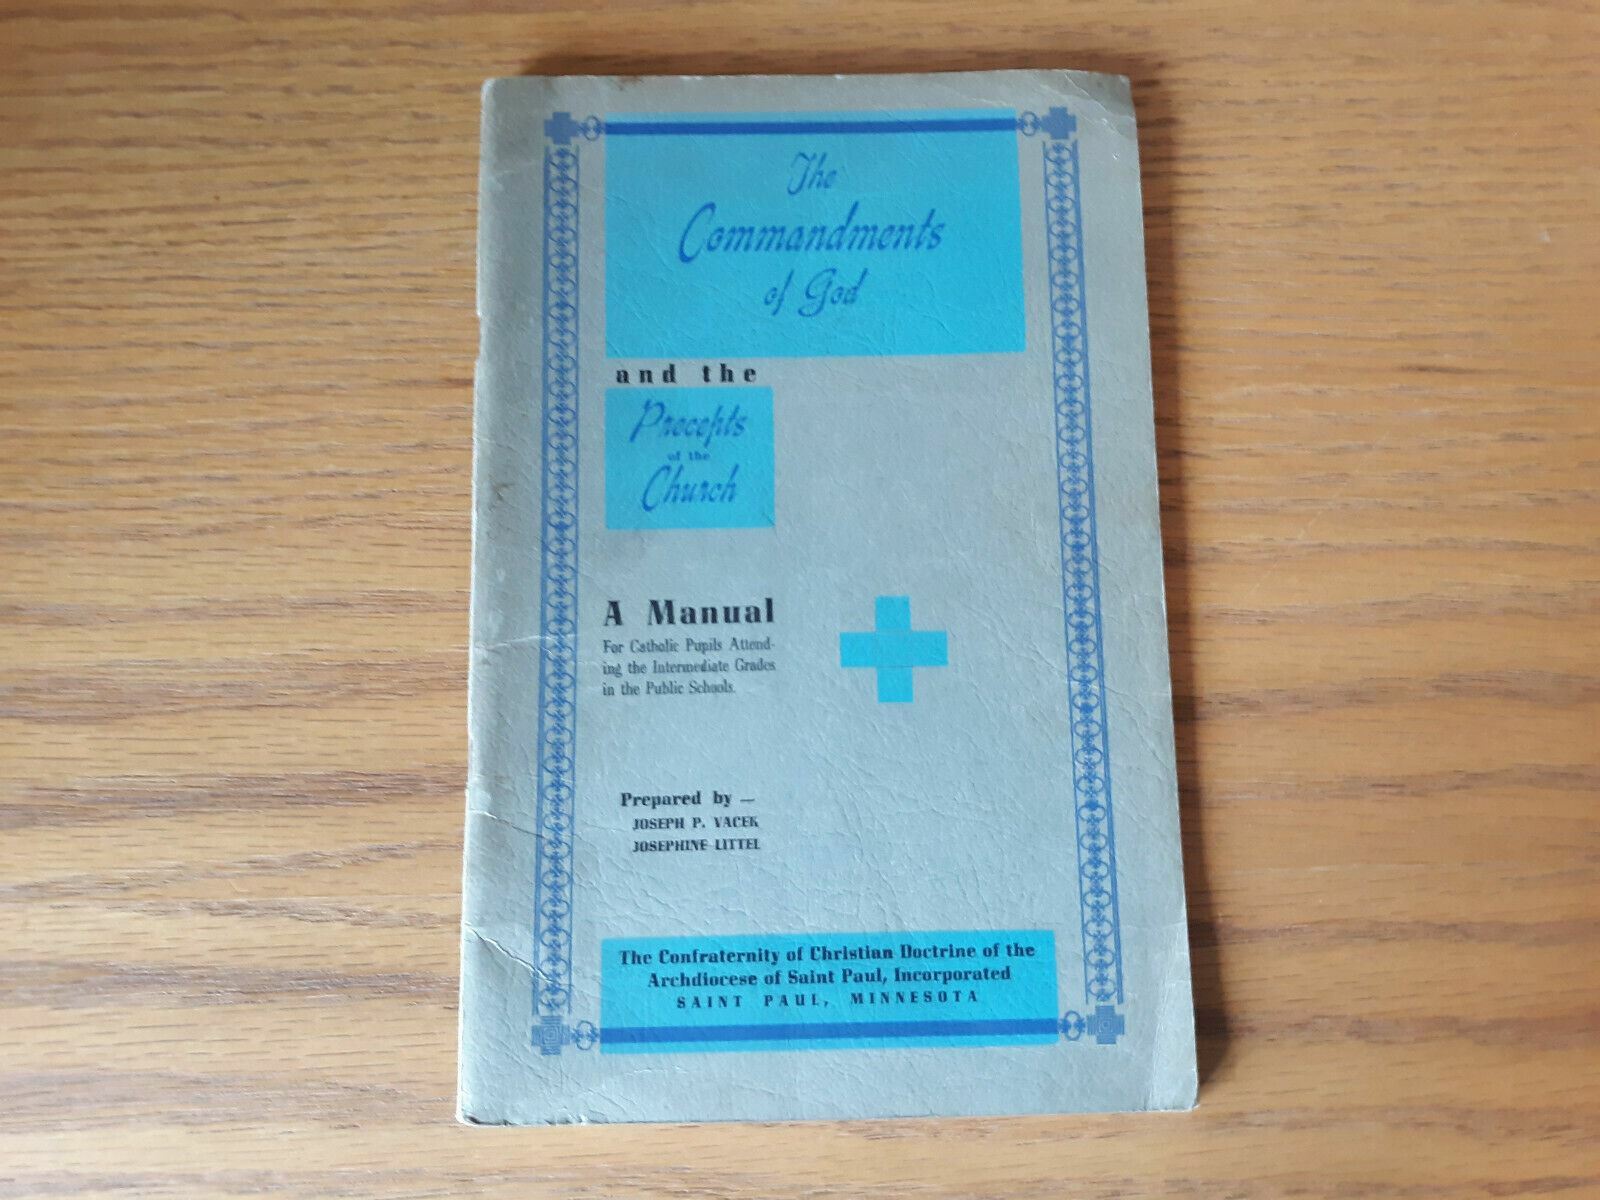 The
Commandments
of God
and the
Precepts
of the
Church
A Manual
For Catholic Pupils Attend-
ing the Intermediate Grades
in the Public Schools.
Prepared by —
JOSEPH P. VACEK
JOSEPHINE LITTEL
The Confraternity of Christian Doctrine of the
Archdiocese of Saint Paul, Incorporated
SAINT PAUL, MINNESOTA